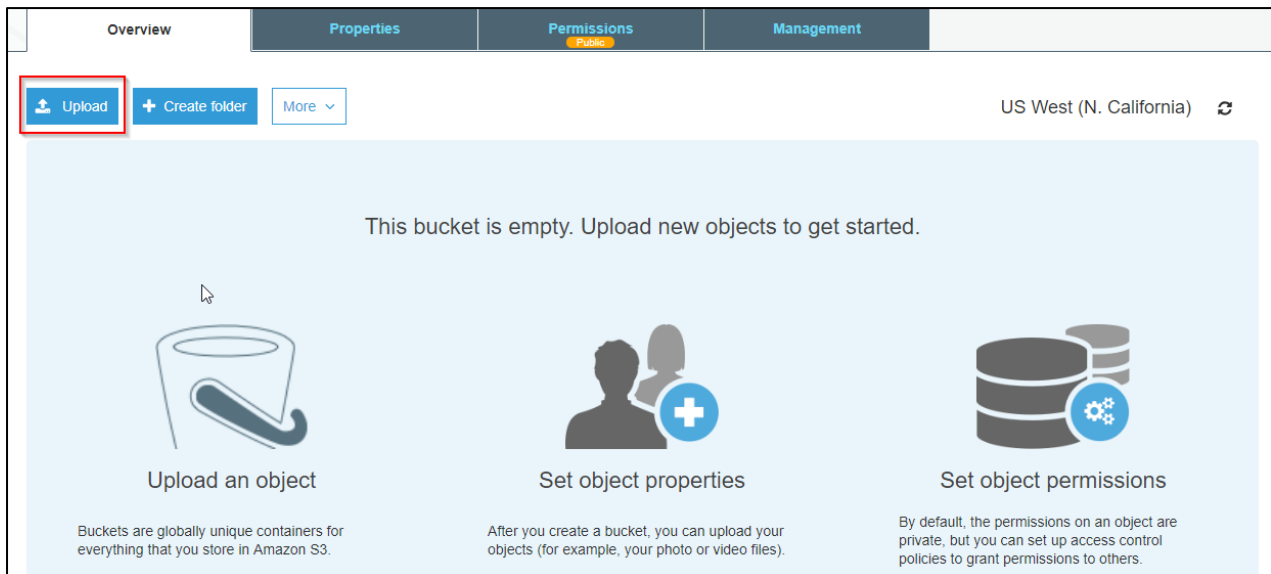 Overview Properties Permissions Management
Public
Upload Create folder More US West (N. California)
This bucket is empty. Upload new objects to get started.
Upload an object
Buckets are globally unique containers for
everything that you store in Amazon S3.
Set object properties
After you create a bucket, you can upload your
objects (for example, your photo or video files).
Set object permissions
By default, the permissions on an object are
private, but you can set up access control
policies to grant permissions to others.